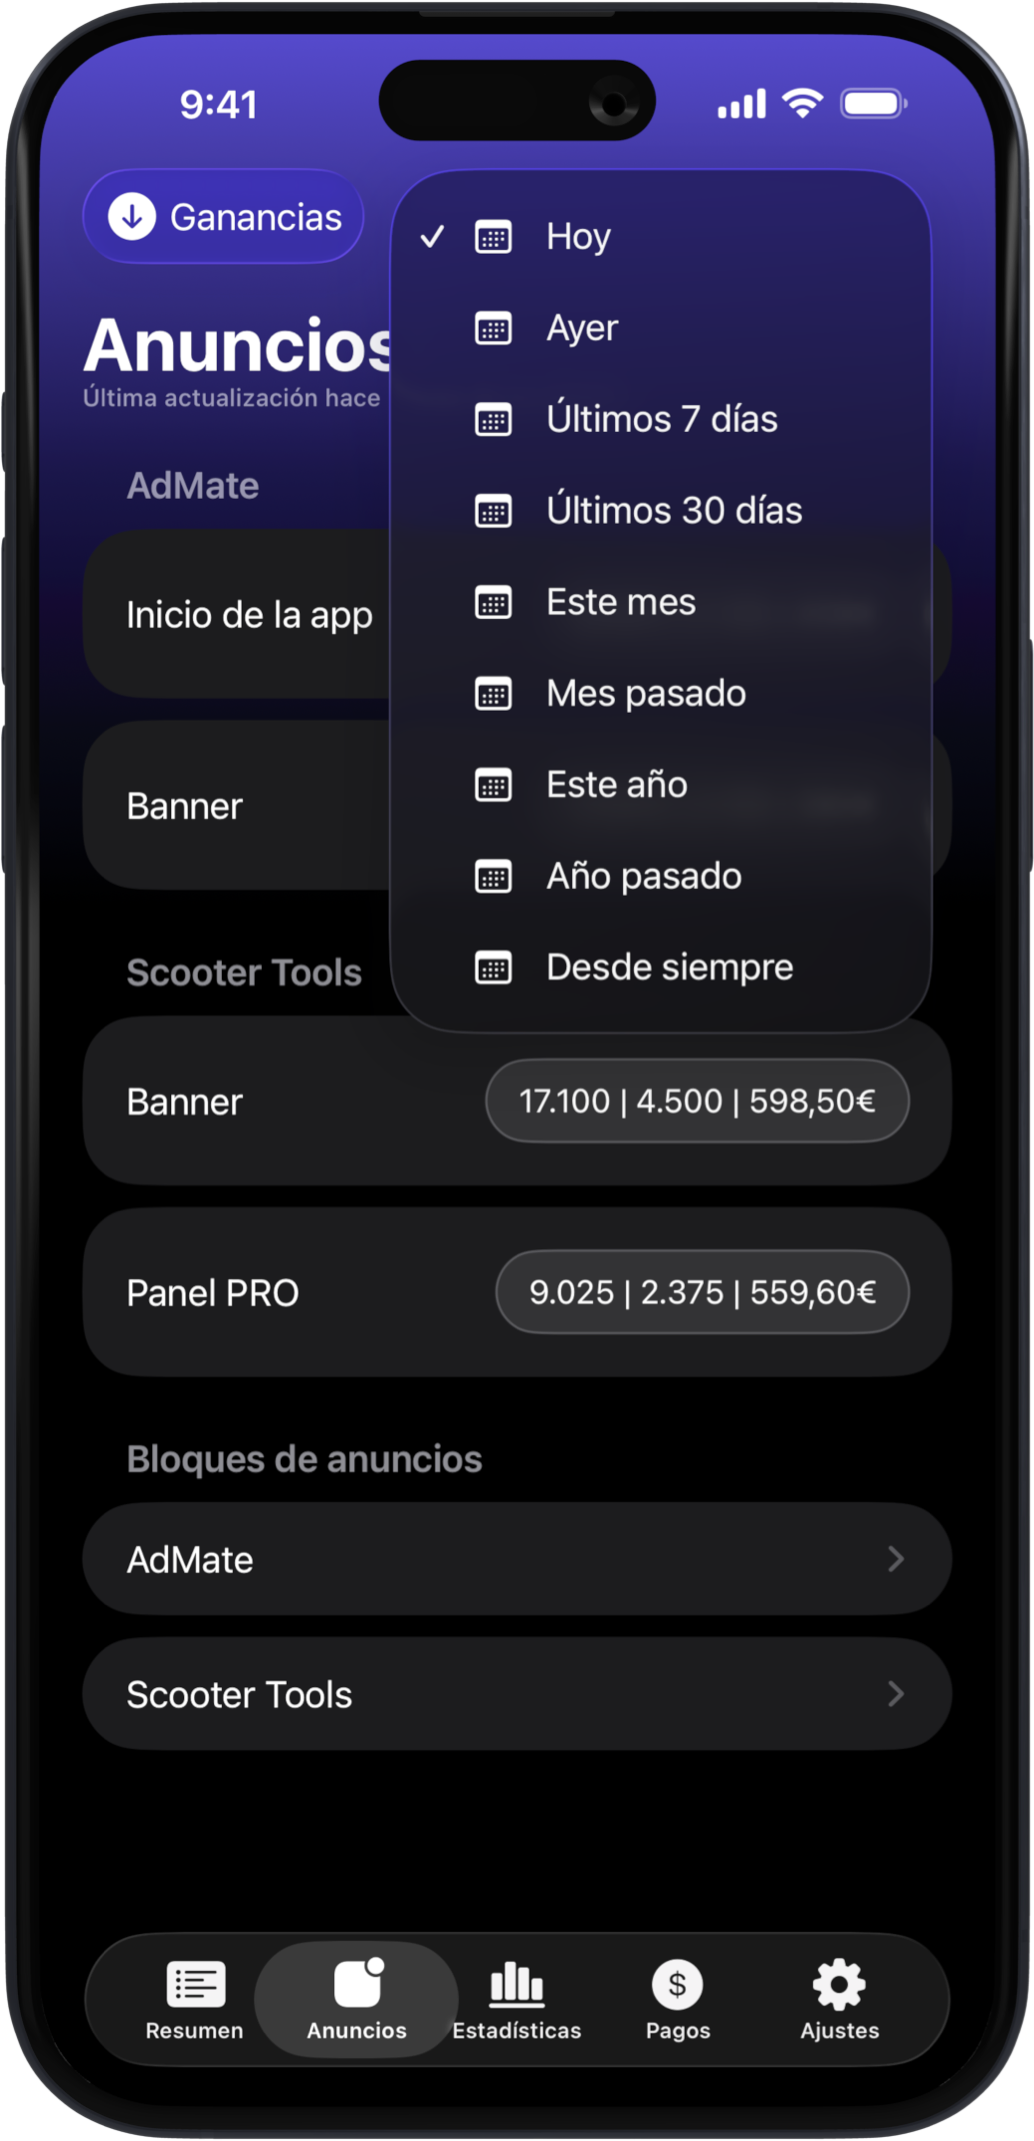 9:41
Ganancias
Hoy
Ayer
Últimos 7 días
Últimos 30 días
Este mes
Mes pasado
Este año
Año pasado
Desde siempre
Anuncios
Última actualización hace
AdMate
Inicio de la app
Banner
Scooter Tools
Banner
17.100 | 4.500 | 598,50€
Panel PRO
9.025 | 2.375 | 559,60€
Bloques de anuncios
AdMate
Scooter Tools
Resumen
Anuncios
Estadísticas
Pagos
Ajustes